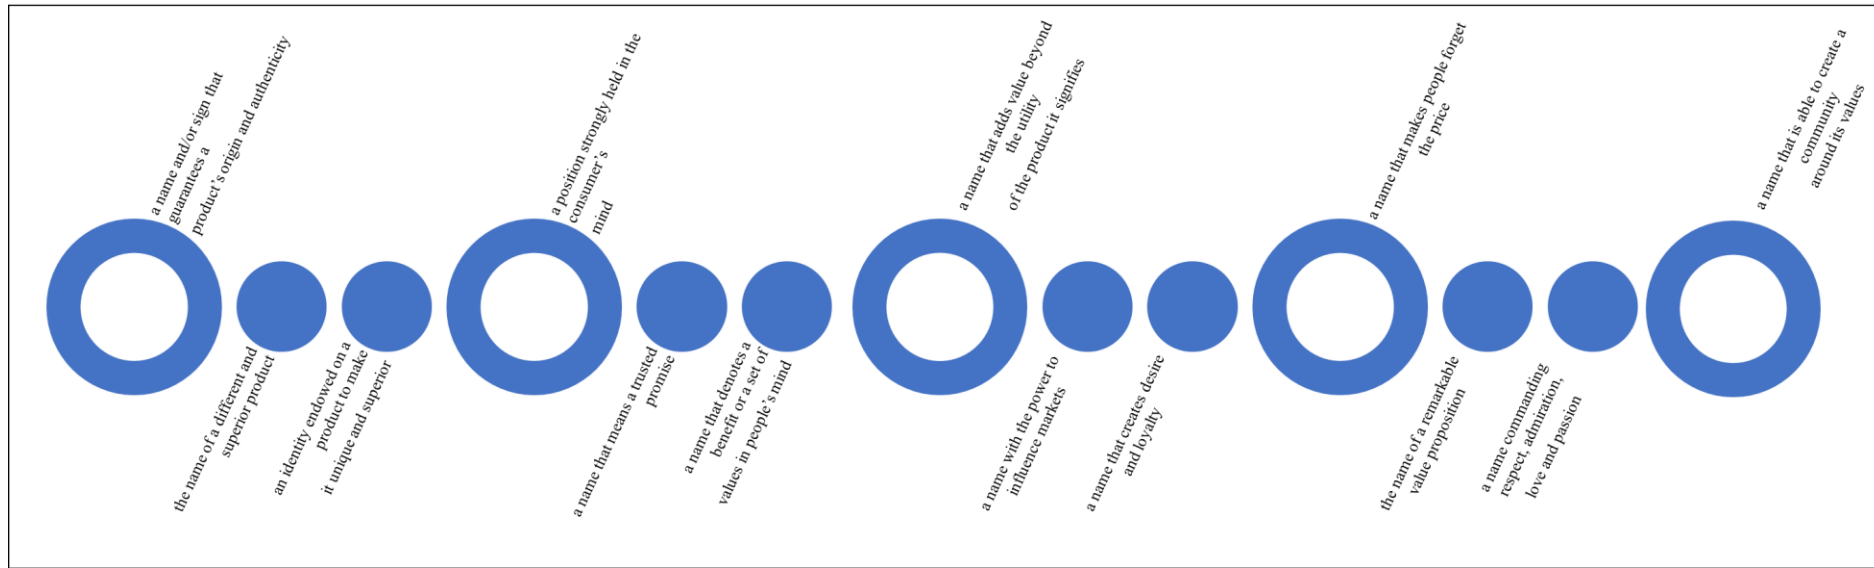 a name and/or sign that
guarantees a
product’s origin and authenticity
the name of a different and
superior product
an identity endowed on a
product to make
it unique and superior
a position strongly held in the
consumer’s
mind
a name that means a trusted
promise
a name that denotes a
benefit or a set of
values in people’s mind
a name that adds value beyond
the utility
of the product it signifies
a name with the power to
influence markets
a name that creates desire
and loyalty
a name that makes people forget
the price
the name of a remarkable
value proposition
a name commanding
respect, admiration,
love and passion
a name that is able to create a
community
around its values